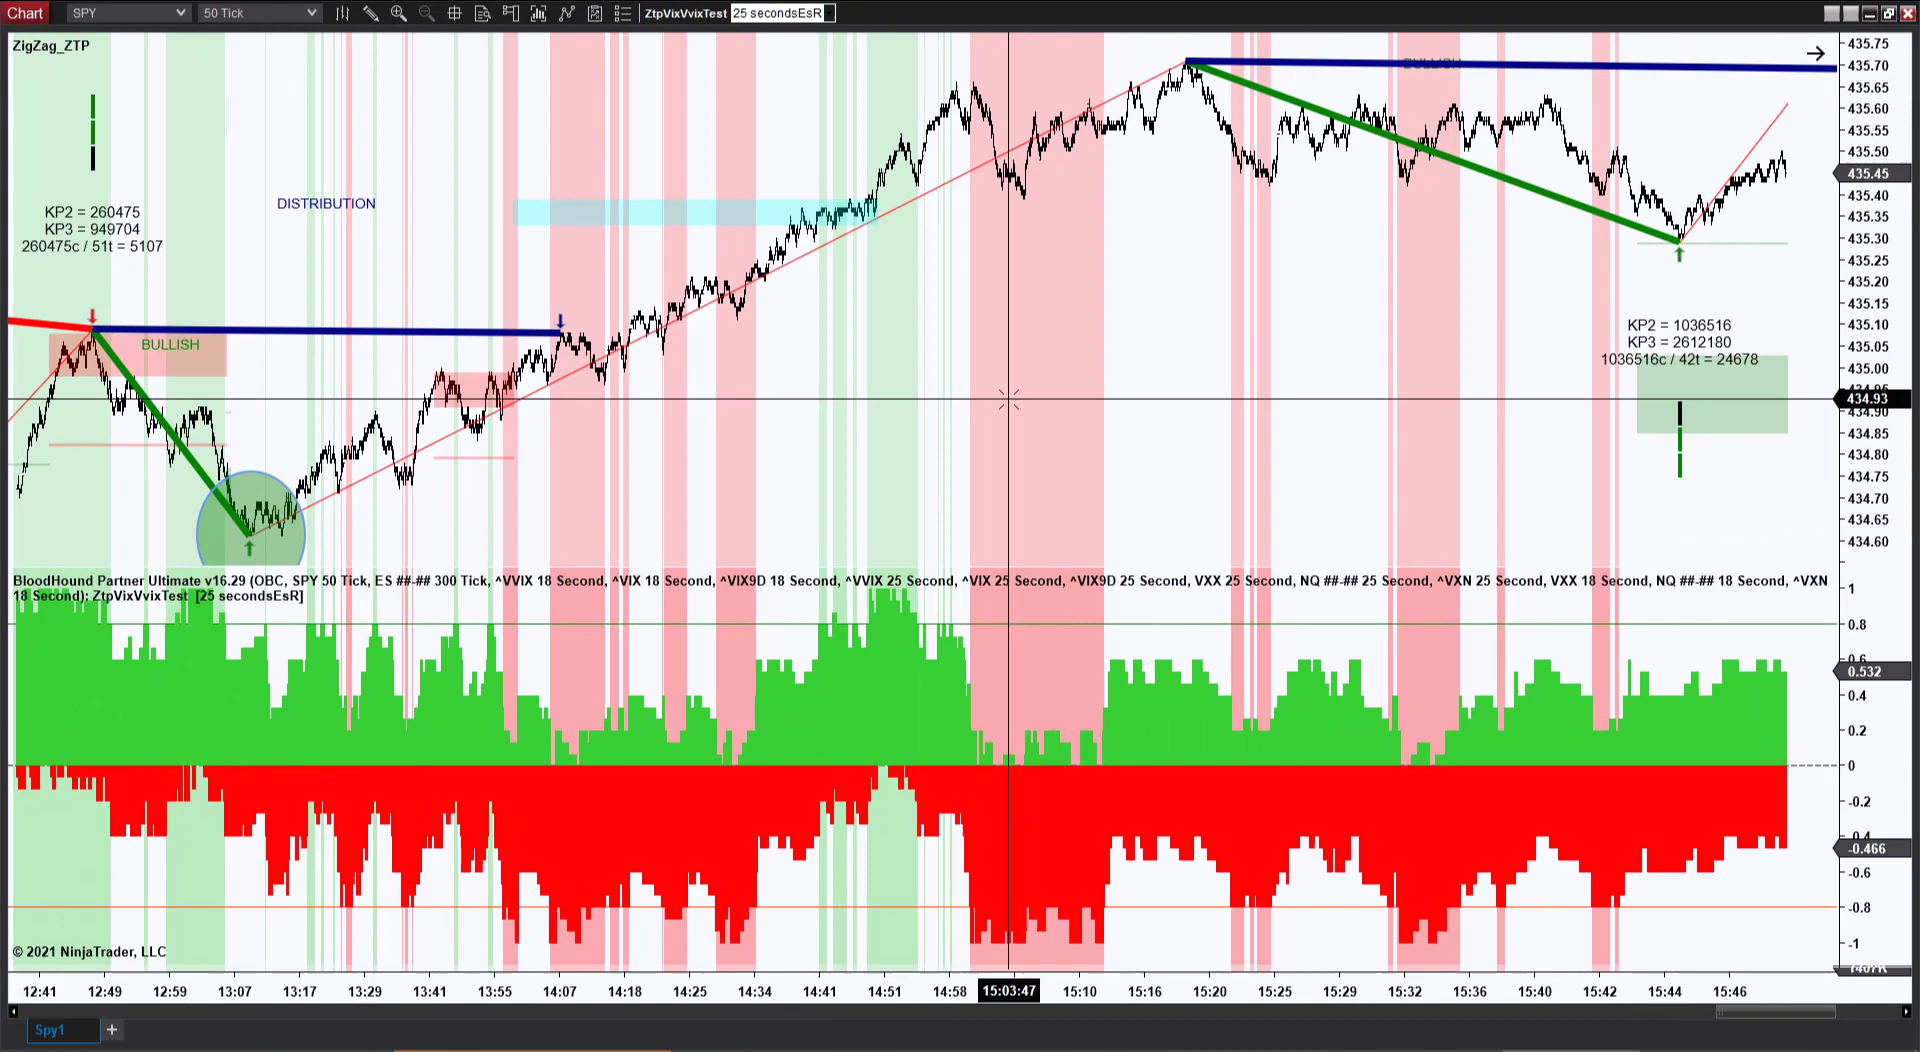 Chart SPY 50 Tick ZtpVixVvixTest 25 secondsEsR
ZigZag_ZTP
BULLISH
DISTRIBUTION
KP2 = 260475
KP3 = 949704
260475c / 51t = 5107
BULLISH
KP2 = 1036516
KP3 = 2612180
1036516c / 42t = 24678
435.75
435.70
435.65
435.60
435.55
435.50
435.45
435.40
435.35
435.30
435.25
435.20
435.15
435.10
435.05
435.00
434.95
434.93
434.90
434.85
434.80
434.75
434.70
434.65
434.60
BloodHound Partner Ultimate v16.29 (OBC, SPY 50 Tick, ES ##-## 300 Tick, ^VVIX 18 Second, ^VIX 18 Second, ^VIX9D 18 Second, ^VVIX 25 Second, ^VIX 25 Second, ^VIX9D 25 Second, VXX 25 Second, NQ ##-## 25 Second, ^VXN 25 Second, VXX 18 Second, NQ ##-## 18 Second, ^VXN
18 Second): ZtpVixVvixTest [25 secondsEsR]
1
0.8
0.6
0.532
0.4
0.2
0
-0.2
0.4
-0.466
-0.6
-0.8
-1
© 2021 NinjaTrader, LLC
12:41 12:49 12:59 13:07 13:17 13:29 13:41 13:55 14:07 14:18 14:25 14:34 14:41 14:51 14:58 15:03:47 15:10 15:16 15:20 15:25 15:29 15:32 15:36 15:40 15:42 15:44 15:46
Spy1 +